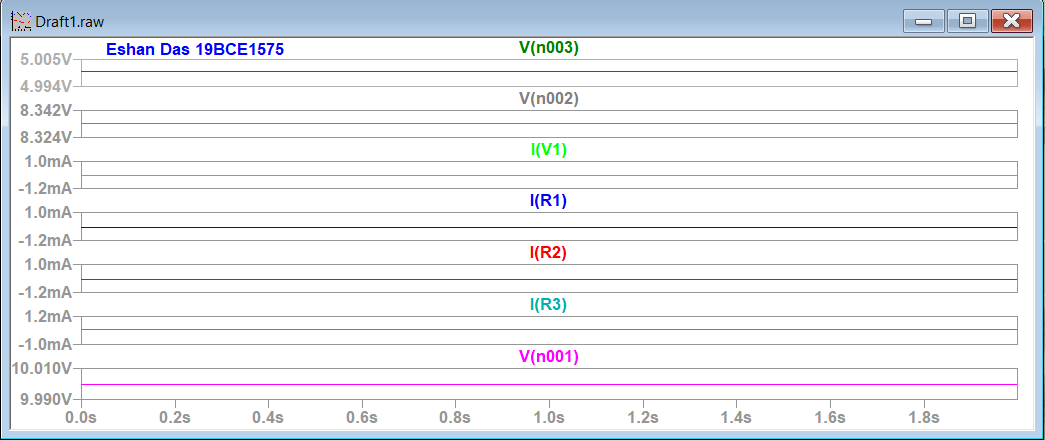 Draft1.raw
Eshan Das 19BCE1575
V(n003)
5.005V
4.994V
V(n002)
8.342V
8.324V
I(V1)
1.0mA
-1.2mA
I(R1)
1.0mA
-1.2mA
I(R2)
1.0mA
-1.2mA
I(R3)
1.2mA
-1.0mA
V(n001)
10.010V
9.990V
0.0s 0.2s 0.4s 0.6s 0.8s 1.0s 1.2s 1.4s 1.6s 1.8s